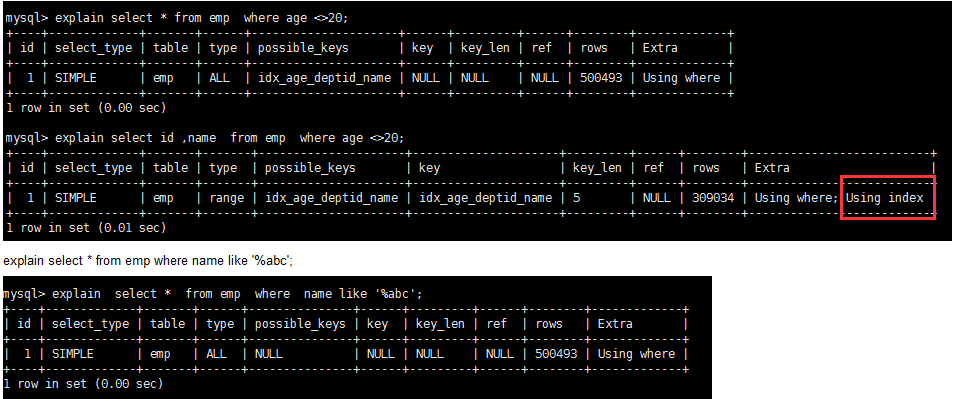 mysql> explain select * from emp  where age <>20;
+----+-------------+-------+------+--------------------+------+---------+------+--------+-------------+
| id | select_type | table | type | possible_keys      | key  | key_len | ref  | rows   | Extra       |
+----+-------------+-------+------+--------------------+------+---------+------+--------+-------------+
|  1 | SIMPLE      | emp   | ALL  | idx_age_deptid_name | NULL | NULL    | NULL | 500493 | Using where |
+----+-------------+-------+------+--------------------+------+---------+------+--------+-------------+
1 row in set (0.00 sec)
mysql> explain select id ,name  from emp  where age <>20;
+----+-------------+-------+-------+---------------------+---------------------+---------+------+--------+--------------------------+
| id | select_type | table | type  | possible_keys       | key                 | key_len | ref  | rows   | Extra                    |
+----+-------------+-------+-------+---------------------+---------------------+---------+------+--------+--------------------------+
|  1 | SIMPLE      | emp   | range | idx_age_deptid_name | idx_age_deptid_name | 5       | NULL | 309034 | Using where; Using index
+----+-------------+-------+-------+---------------------+---------------------+---------+------+--------+--------------------------+
1 row in set (0.01 sec)
explain select * from emp where name like '%abc';
mysql> explain  select *  from emp  where  name like '%abc';
+----+-------------+-------+------+---------------+------+---------+------+--------+-------------+
| id | select_type | table | type | possible_keys | key  | key_len | ref  | rows   | Extra       |
+----+-------------+-------+------+---------------+------+---------+------+--------+-------------+
|  1 | SIMPLE      | emp   | ALL  | NULL          | NULL | NULL    | NULL | 500493 | Using where |
+----+-------------+-------+------+---------------+------+---------+------+--------+-------------+
1 row in set (0.00 sec)